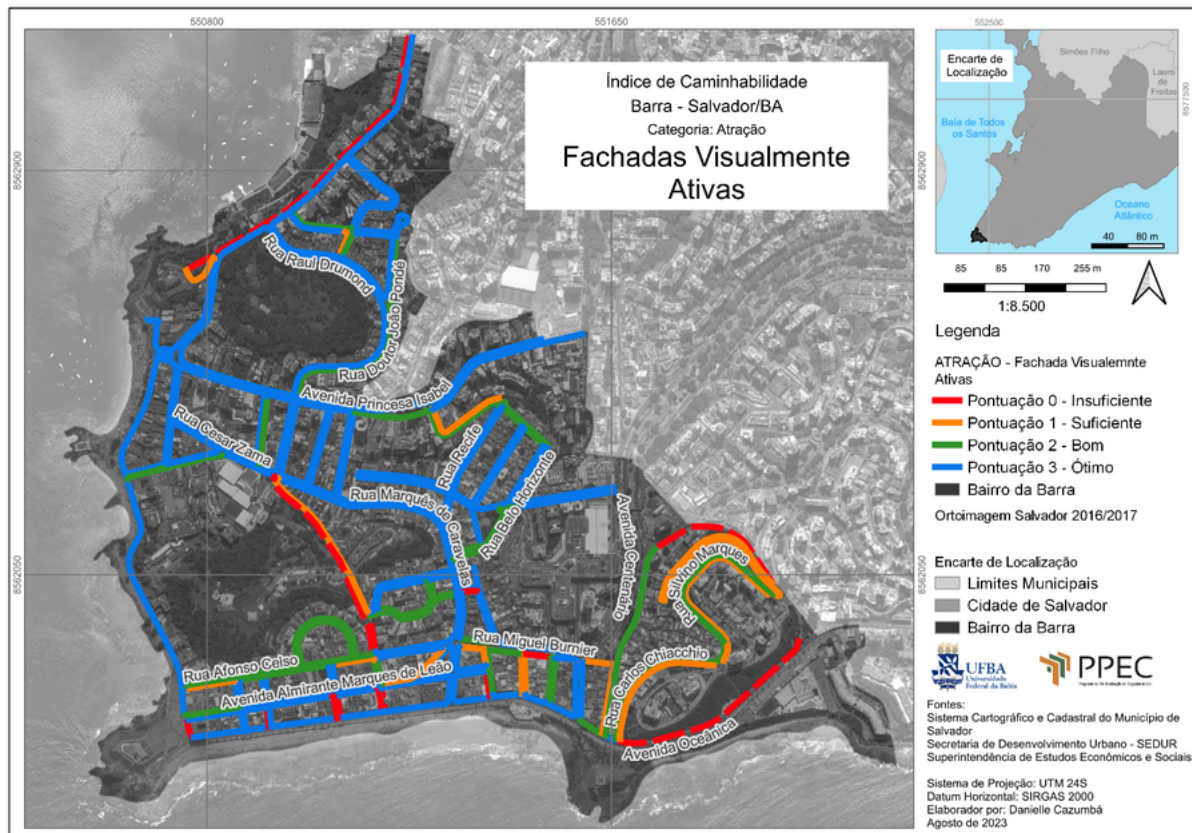 550800
551650
552500
8562900
8562050
8562900
8562050
8577500
Índice de Caminhabilidade
Barra - Salvador/BA
Categoria: Atração
Fachadas Visualmente
Ativas
Rua Raul Drumond
Rua Doutor João Pondé
Avenida Princesa Isabel
Rua Cesar Zama
Rua Recife
Rua Marquês de Caravelas
Rua Belo Horizonte
Avenida Centenário
Rua Silvino Marques
Rua Miguel Burnier
Rua Afonso Celso
Avenida Almirante Marques de Leão
Rua Carlos Chiacchio
Avenida Oceânica
Encarte de
Localização
Simões Filho
Lauro
de
Freitas
Baía de Todos
os Santos
Oceano
Atlântico
40 80 m
85 85 170 255 m
1:8.500
Legenda
ATRAÇÃO - Fachada Visualemnte
Ativas
Pontuação 0 - Insuficiente
Pontuação 1 - Suficiente
Pontuação 2 - Bom
Pontuação 3 - Ótimo
Bairo da Barra
Ortoimagem Salvador 2016/2017
Encarte de Localização
Limites Municipais
Cidade de Salvador
Bairo da Barra
UFBA
Universidade
Federal da Bahia
PPEC
Fontes:
Sistema Cartográfico e Cadastral do Município de
Salvador
Secretaria de Desenvolvimento Urbano - SEDUR
Superintendência de Estudos Econômicos e Sociais
Sistema de Projeção: UTM 24S
Datum Horizontal: SIRGAS 2000
Elaborador por: Danielle Cazumbá
Agosto de 2023